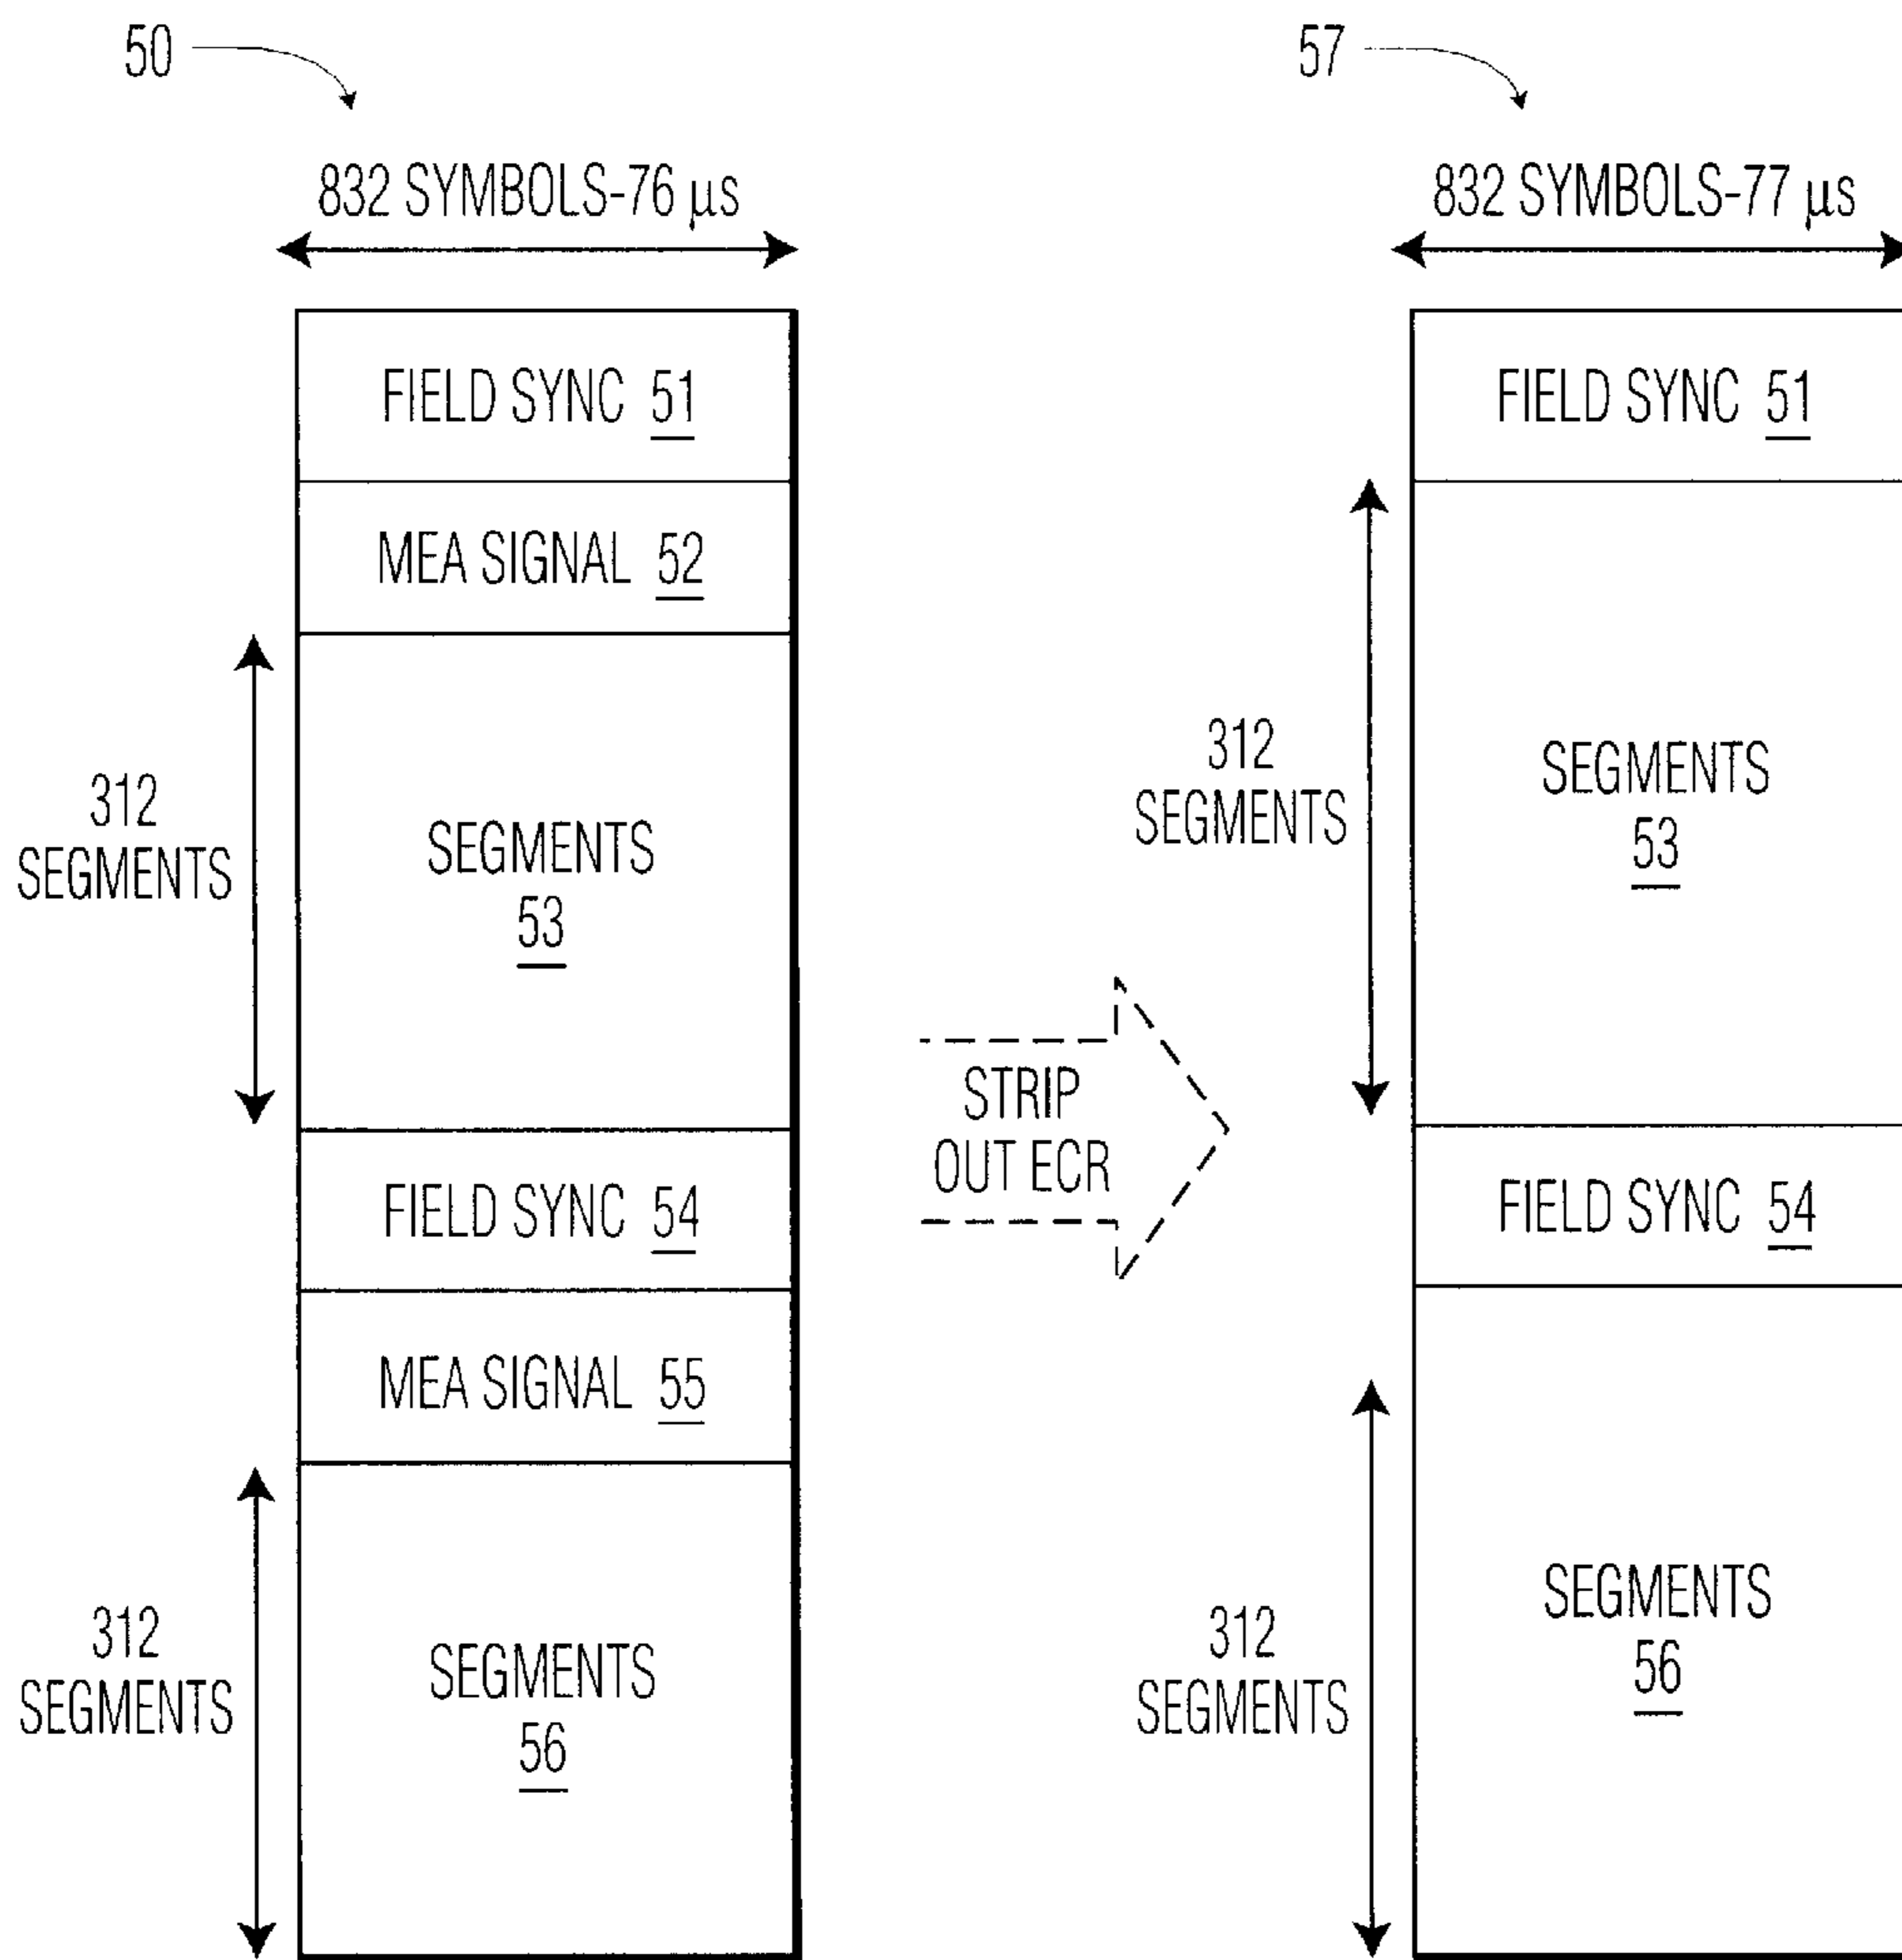 50
832 SYMBOLS-76 µs
FIELD SYNC 51
MEA SIGNAL 52
312
SEGMENTS
SEGMENTS
53
FIELD SYNC 54
MEA SIGNAL 55
312
SEGMENTS
SEGMENTS
56
STRIP
OUT ECR
57
832 SYMBOLS-77 µs
FIELD SYNC 51
312
SEGMENTS
SEGMENTS
53
FIELD SYNC 54
312
SEGMENTS
SEGMENTS
56